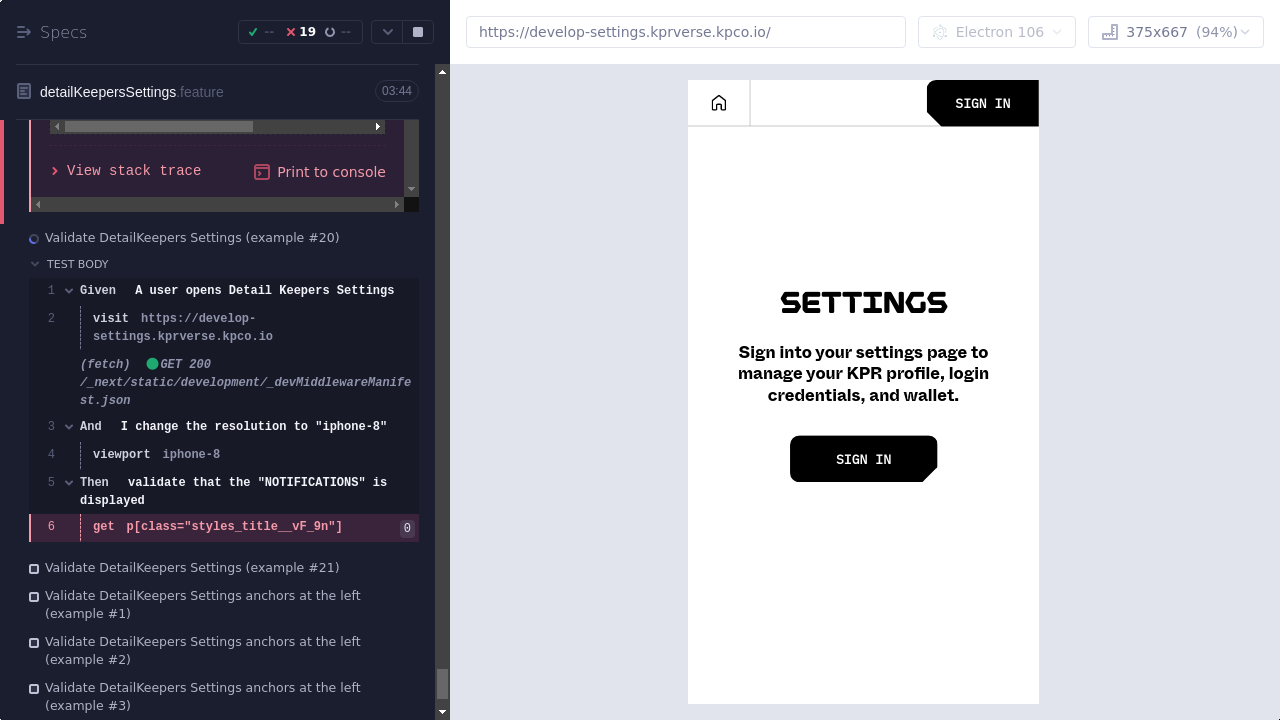 Specs
-- 19 --
https://develop-settings.kprverse.kpco.io/
Electron 106
375x667 (94%)
detailKeepersSettings.feature
03:44
View stack trace
Print to console
Validate DetailKeepers Settings (example #20)
TEST BODY
1 Given A user opens Detail Keepers Settings
2 visit https://develop-
settings.kprverse.kpco.io
(fetch) GET 200
/_next/static/development/_devMiddlewareManife
st.json
3 And I change the resolution to "iphone-8"
4 viewport iphone-8
5 Then validate that the "NOTIFICATIONS" is
displayed
6 get p[class="styles_title__vF_9n"] 0
Validate DetailKeepers Settings (example #21)
Validate DetailKeepers Settings anchors at the left
(example #1)
Validate DetailKeepers Settings anchors at the left
(example #2)
Validate DetailKeepers Settings anchors at the left
(example #3)
SIGN IN
SETTINGS
Sign into your settings page to
manage your KPR profile, login
credentials, and wallet.
SIGN IN